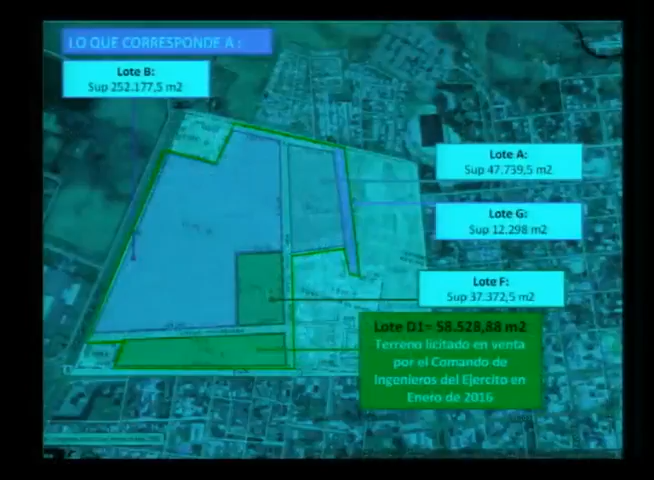 LO QUE CORRESPONDE A :
Lote B:
Sup 252.177,5 m2
Lote A:
Sup 47.739,5 m2
Lote G:
Sup 12.298 m2
Lote F:
Sup 37.372,5 m2
Lote D1= 58.528,88 m2
Terreno licitado en venta
por el Comando de
Ingenieros del Ejercito en
Enero de 2016